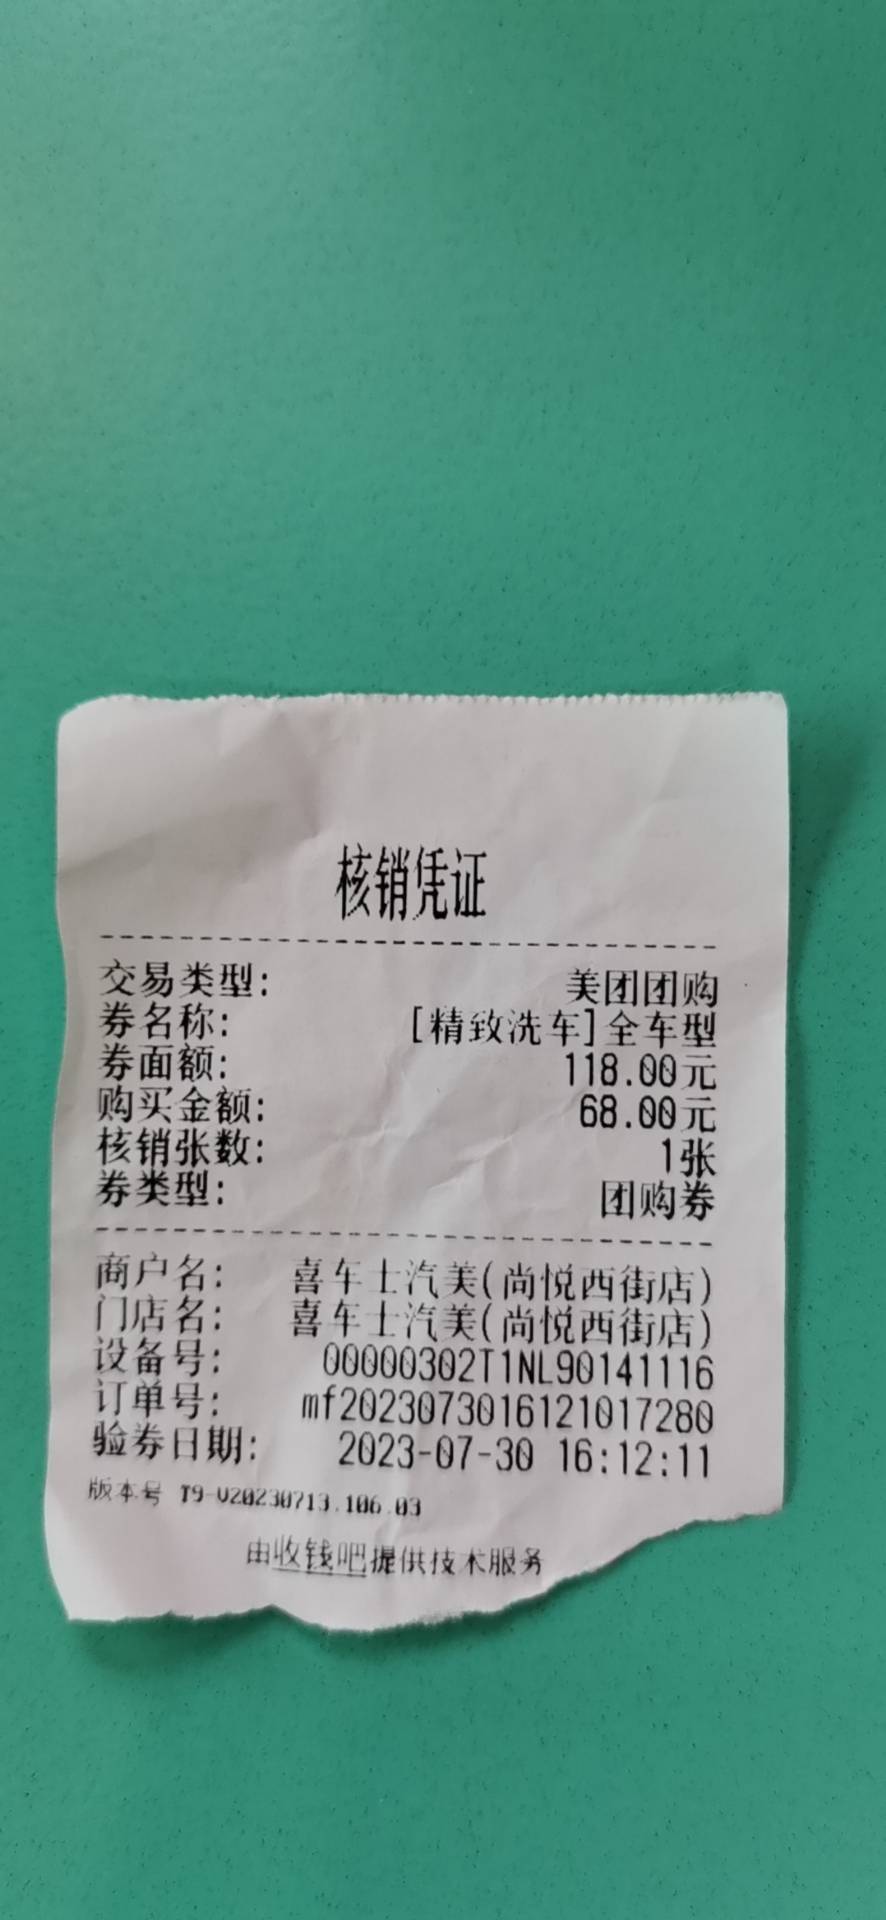 核销凭证
交易类型: 美团团购
券名称: [精致洗车]全车型
券面额: 118.00元
购买金额: 68.00元
核销张数: 1张
券类型: 团购券
商户名: 喜车士汽美(尚悦西街店)
门店名: 喜车士汽美(尚悦西街店)
设备号: 00000302T1NL90141116
订单号: mf2023073016121017280
验券日期: 2023-07-30 16:12:11
版本号 T9-V20230713.106.03
由收钱吧提供技术服务